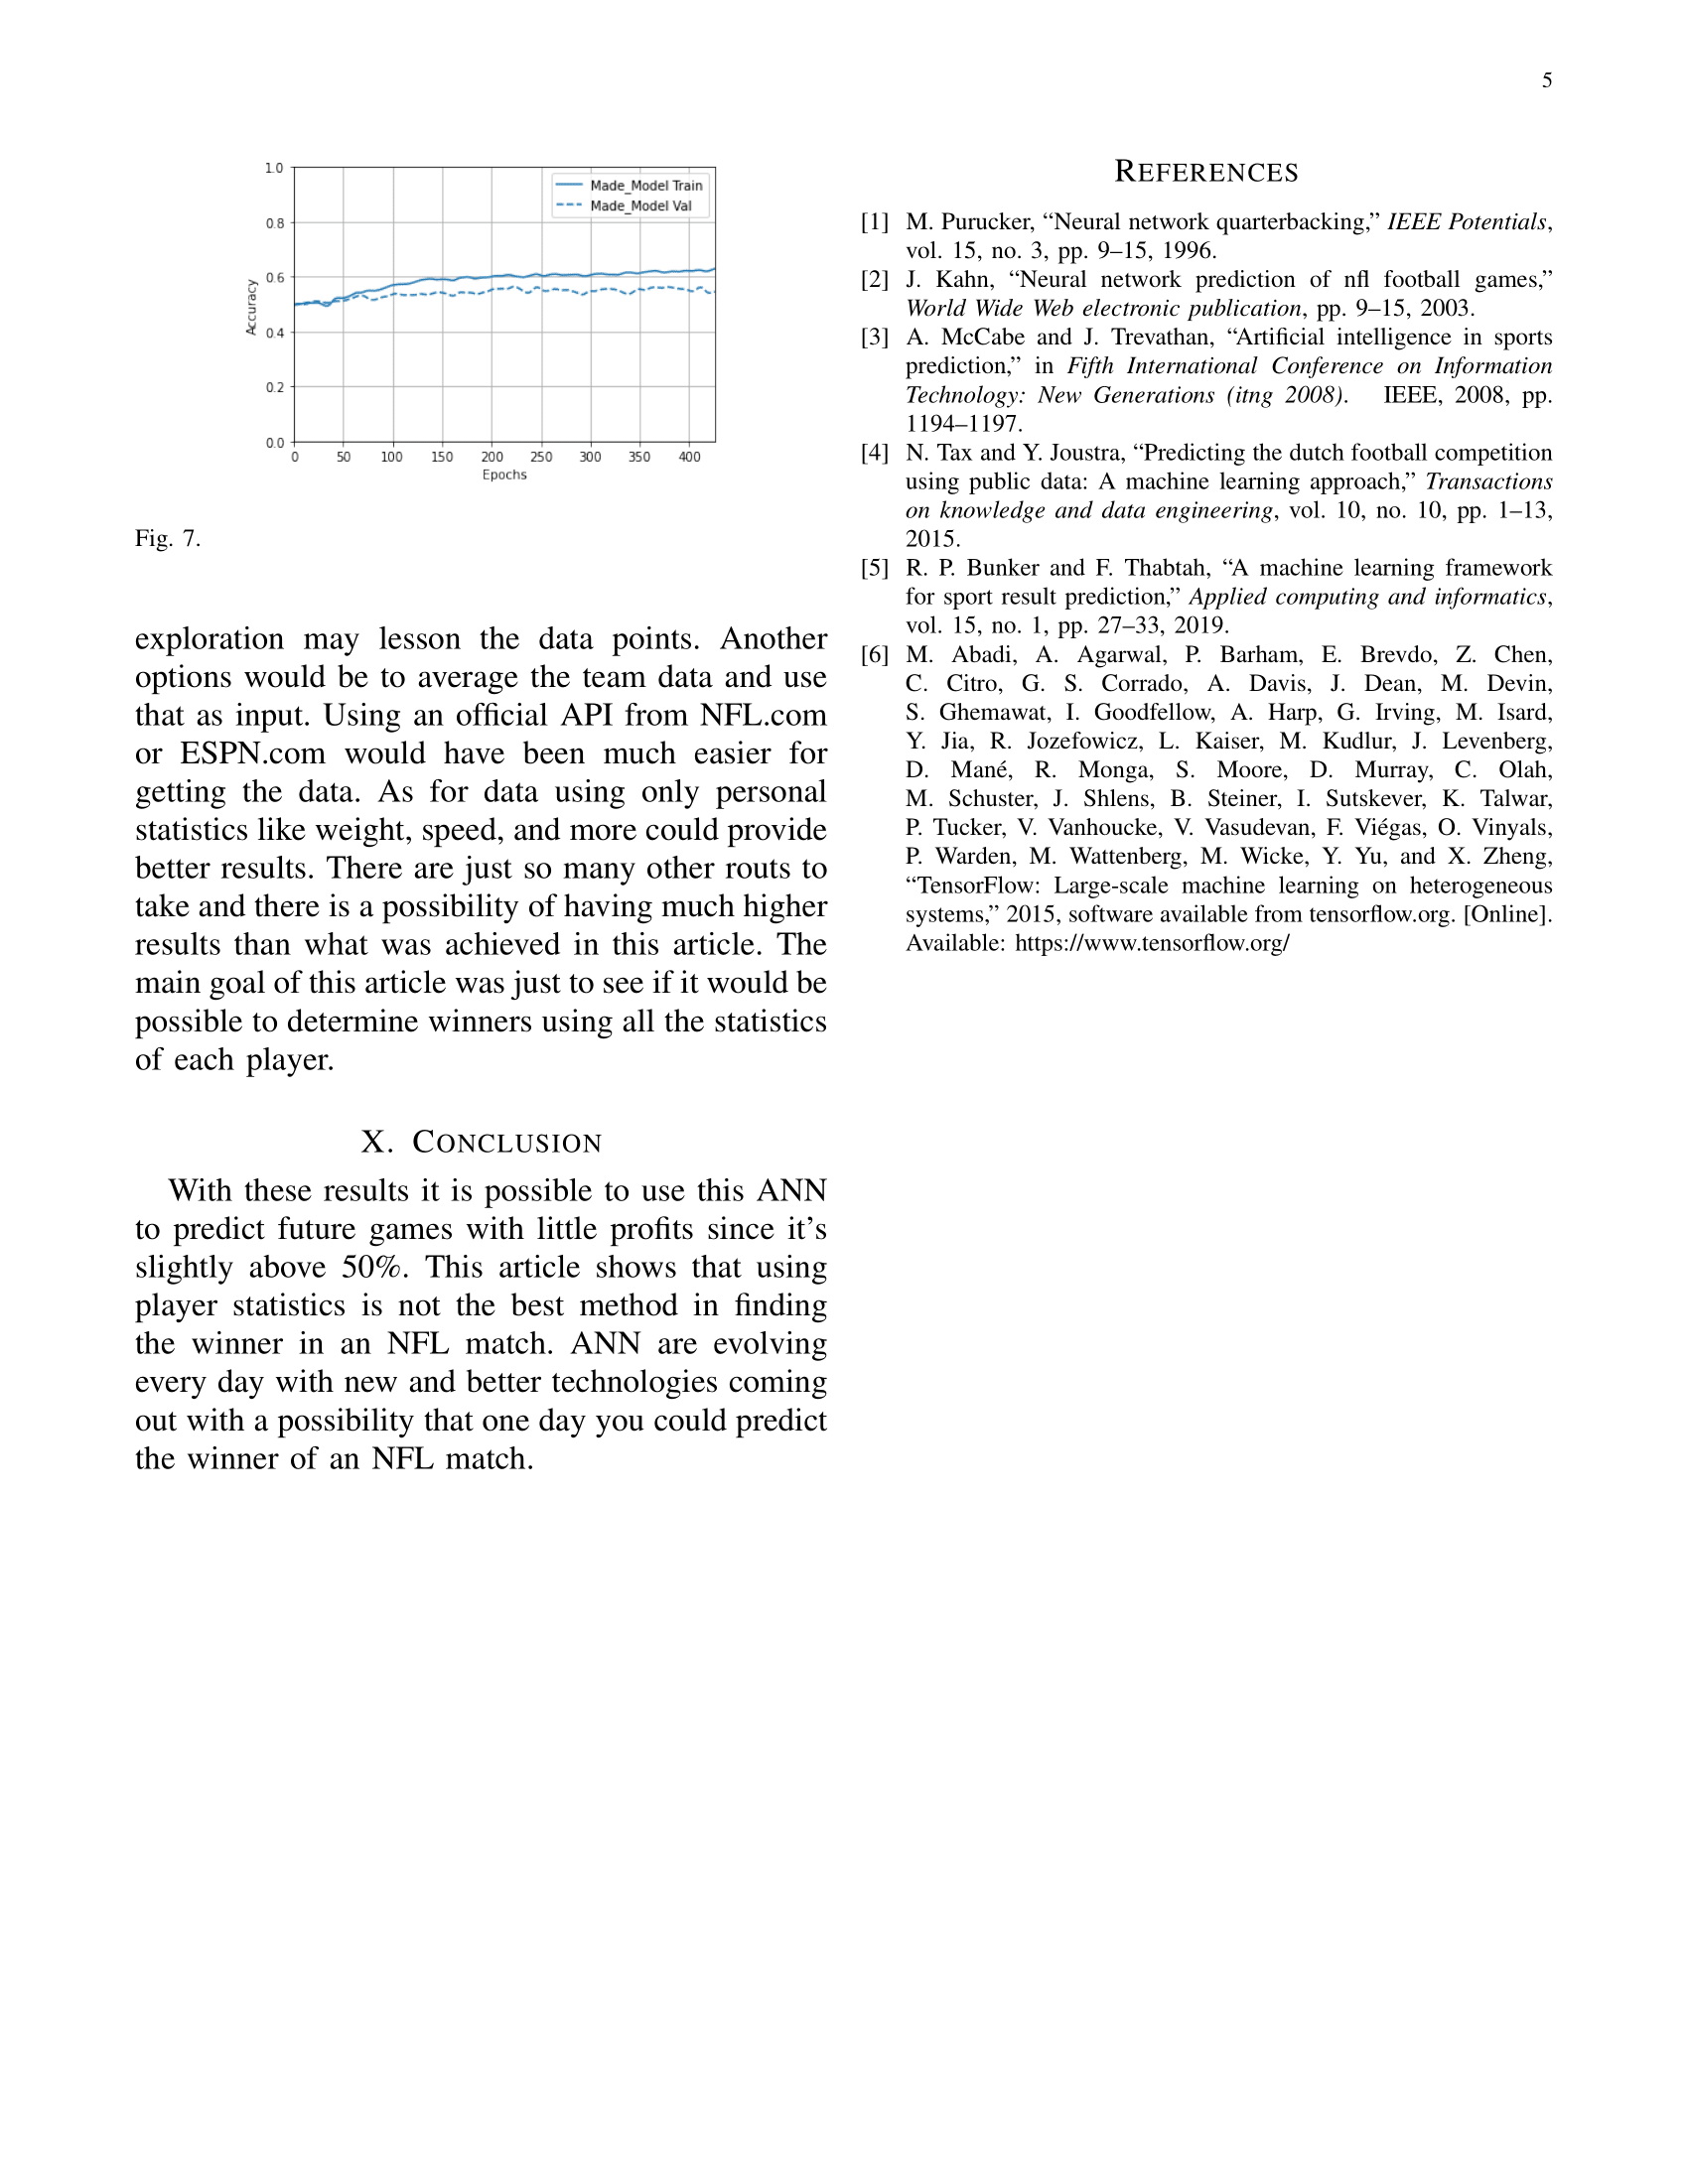 5
1.0
0.8
0.6
0.4
0.2
0.0
Accuracy
0 50 100 150 200 250 300 350 400
Epochs
Made_Model Train
Made_Model Val
Fig. 7.
exploration may lesson the data points. Another
options would be to average the team data and use
that as input. Using an official API from NFL.com
or ESPN.com would have been much easier for
getting the data. As for data using only personal
statistics like weight, speed, and more could provide
better results. There are just so many other routs to
take and there is a possibility of having much higher
results than what was achieved in this article. The
main goal of this article was just to see if it would be
possible to determine winners using all the statistics
of each player.
X. CONCLUSION
With these results it is possible to use this ANN
to predict future games with little profits since it's
slightly above 50%. This article shows that using
player statistics is not the best method in finding
the winner in an NFL match. ANN are evolving
every day with new and better technologies coming
out with a possibility that one day you could predict
the winner of an NFL match.
REFERENCES
[1] M. Purucker, “Neural network quarterbacking,” IEEE Potentials,
vol. 15, no. 3, pp. 9–15, 1996.
[2] J. Kahn, “Neural network prediction of nfl football games,”
World Wide Web electronic publication, pp. 9–15, 2003.
[3] A. McCabe and J. Trevathan, “Artificial intelligence in sports
prediction,” in Fifth International Conference on Information
Technology: New Generations (itng 2008). IEEE, 2008, pp.
1194–1197.
[4] N. Tax and Y. Joustra, “Predicting the dutch football competition
using public data: A machine learning approach,” Transactions
on knowledge and data engineering, vol. 10, no. 10, pp. 1–13,
2015.
[5] R. P. Bunker and F. Thabtah, “A machine learning framework
for sport result prediction,” Applied computing and informatics,
vol. 15, no. 1, pp. 27–33, 2019.
[6] M. Abadi, A. Agarwal, P. Barham, E. Brevdo, Z. Chen,
C. Citro, G. S. Corrado, A. Davis, J. Dean, M. Devin,
S. Ghemawat, I. Goodfellow, A. Harp, G. Irving, M. Isard,
Y. Jia, R. Jozefowicz, L. Kaiser, M. Kudlur, J. Levenberg,
D. Mané, R. Monga, S. Moore, D. Murray, C. Olah,
M. Schuster, J. Shlens, B. Steiner, I. Sutskever, K. Talwar,
P. Tucker, V. Vanhoucke, V. Vasudevan, F. Viégas, O. Vinyals,
P. Warden, M. Wattenberg, M. Wicke, Y. Yu, and X. Zheng,
“TensorFlow: Large-scale machine learning on heterogeneous
systems,” 2015, software available from tensorflow.org. [Online].
Available: https://www.tensorflow.org/